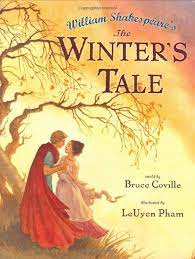 William Shakespeare's
The
WINTER'S
TALE
retold by
Bruce Coville
illustrated by
LeUyen Pham